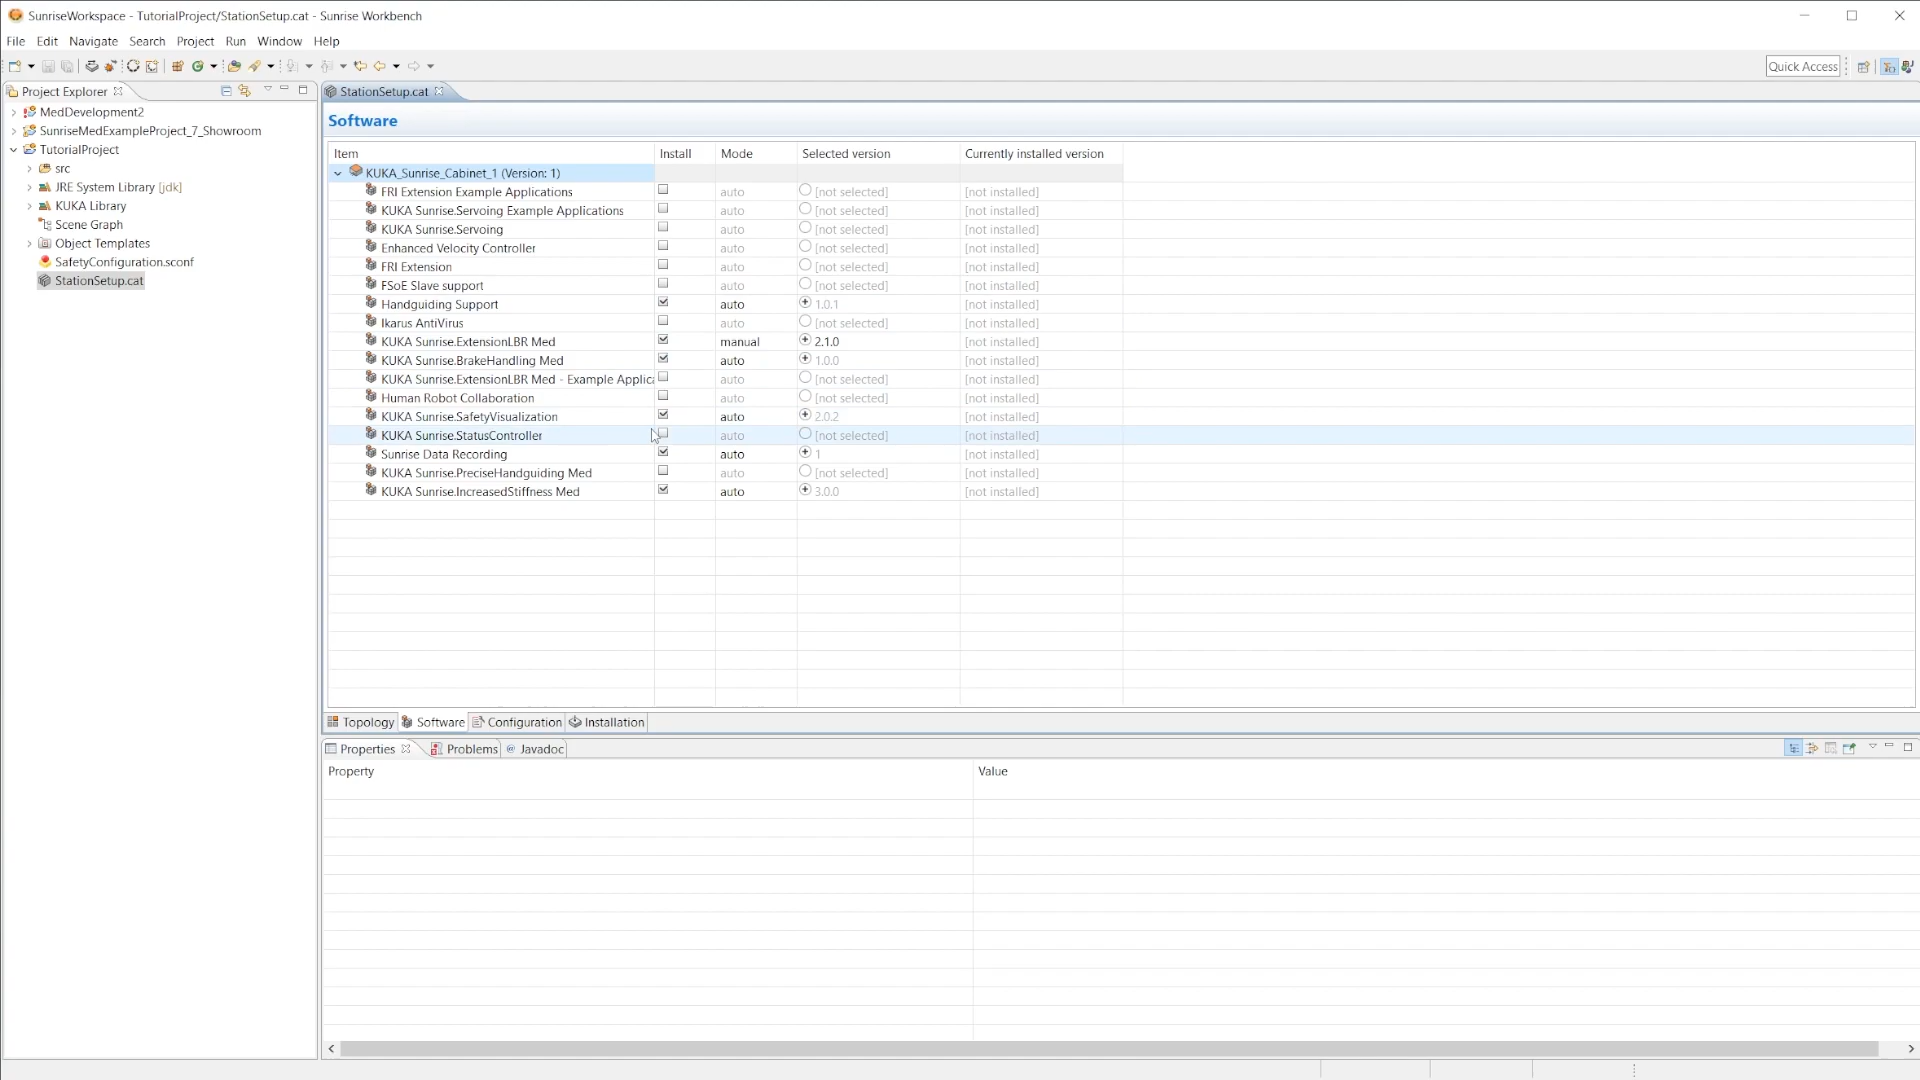 SunriseWorkspace - TutorialProject/StationSetup.cat - Sunrise Workbench
File Edit Navigate Search Project Run Window Help
Quick Access
Project Explorer
MedDevelopment2
SunriseMedExampleProject_7_Showroom
TutorialProject
src
JRE System Library [jdk]
KUKA Library
Scene Graph
Object Templates
SafetyConfiguration.sconf
StationSetup.cat
StationSetup.cat
Software
Item Install Mode Selected version Currently installed version
KUKA_Sunrise_Cabinet_1 (Version: 1)
FRI Extension Example Applications auto [not selected] [not installed]
KUKA Sunrise.Servoing Example Applications auto [not selected] [not installed]
KUKA Sunrise.Servoing auto [not selected] [not installed]
Enhanced Velocity Controller auto [not selected] [not installed]
FRI Extension auto [not selected] [not installed]
FSoE Slave support auto [not selected] [not installed]
Handguiding Support auto 1.0.1 [not installed]
Ikarus AntiVirus auto [not selected] [not installed]
KUKA Sunrise.ExtensionLBR Med manual 2.1.0 [not installed]
KUKA Sunrise.BrakeHandling Med auto 1.0.0 [not installed]
KUKA Sunrise.ExtensionLBR Med - Example Applica auto [not selected] [not installed]
Human Robot Collaboration auto [not selected] [not installed]
KUKA Sunrise.SafetyVisualization auto 2.0.2 [not installed]
KUKA Sunrise.StatusController auto [not selected] [not installed]
Sunrise Data Recording auto 1 [not installed]
KUKA Sunrise.PreciseHandguiding Med auto [not selected] [not installed]
KUKA Sunrise.IncreasedStiffness Med auto 3.0.0 [not installed]
Topology Software Configuration Installation
Properties Problems @ Javadoc
Property Value